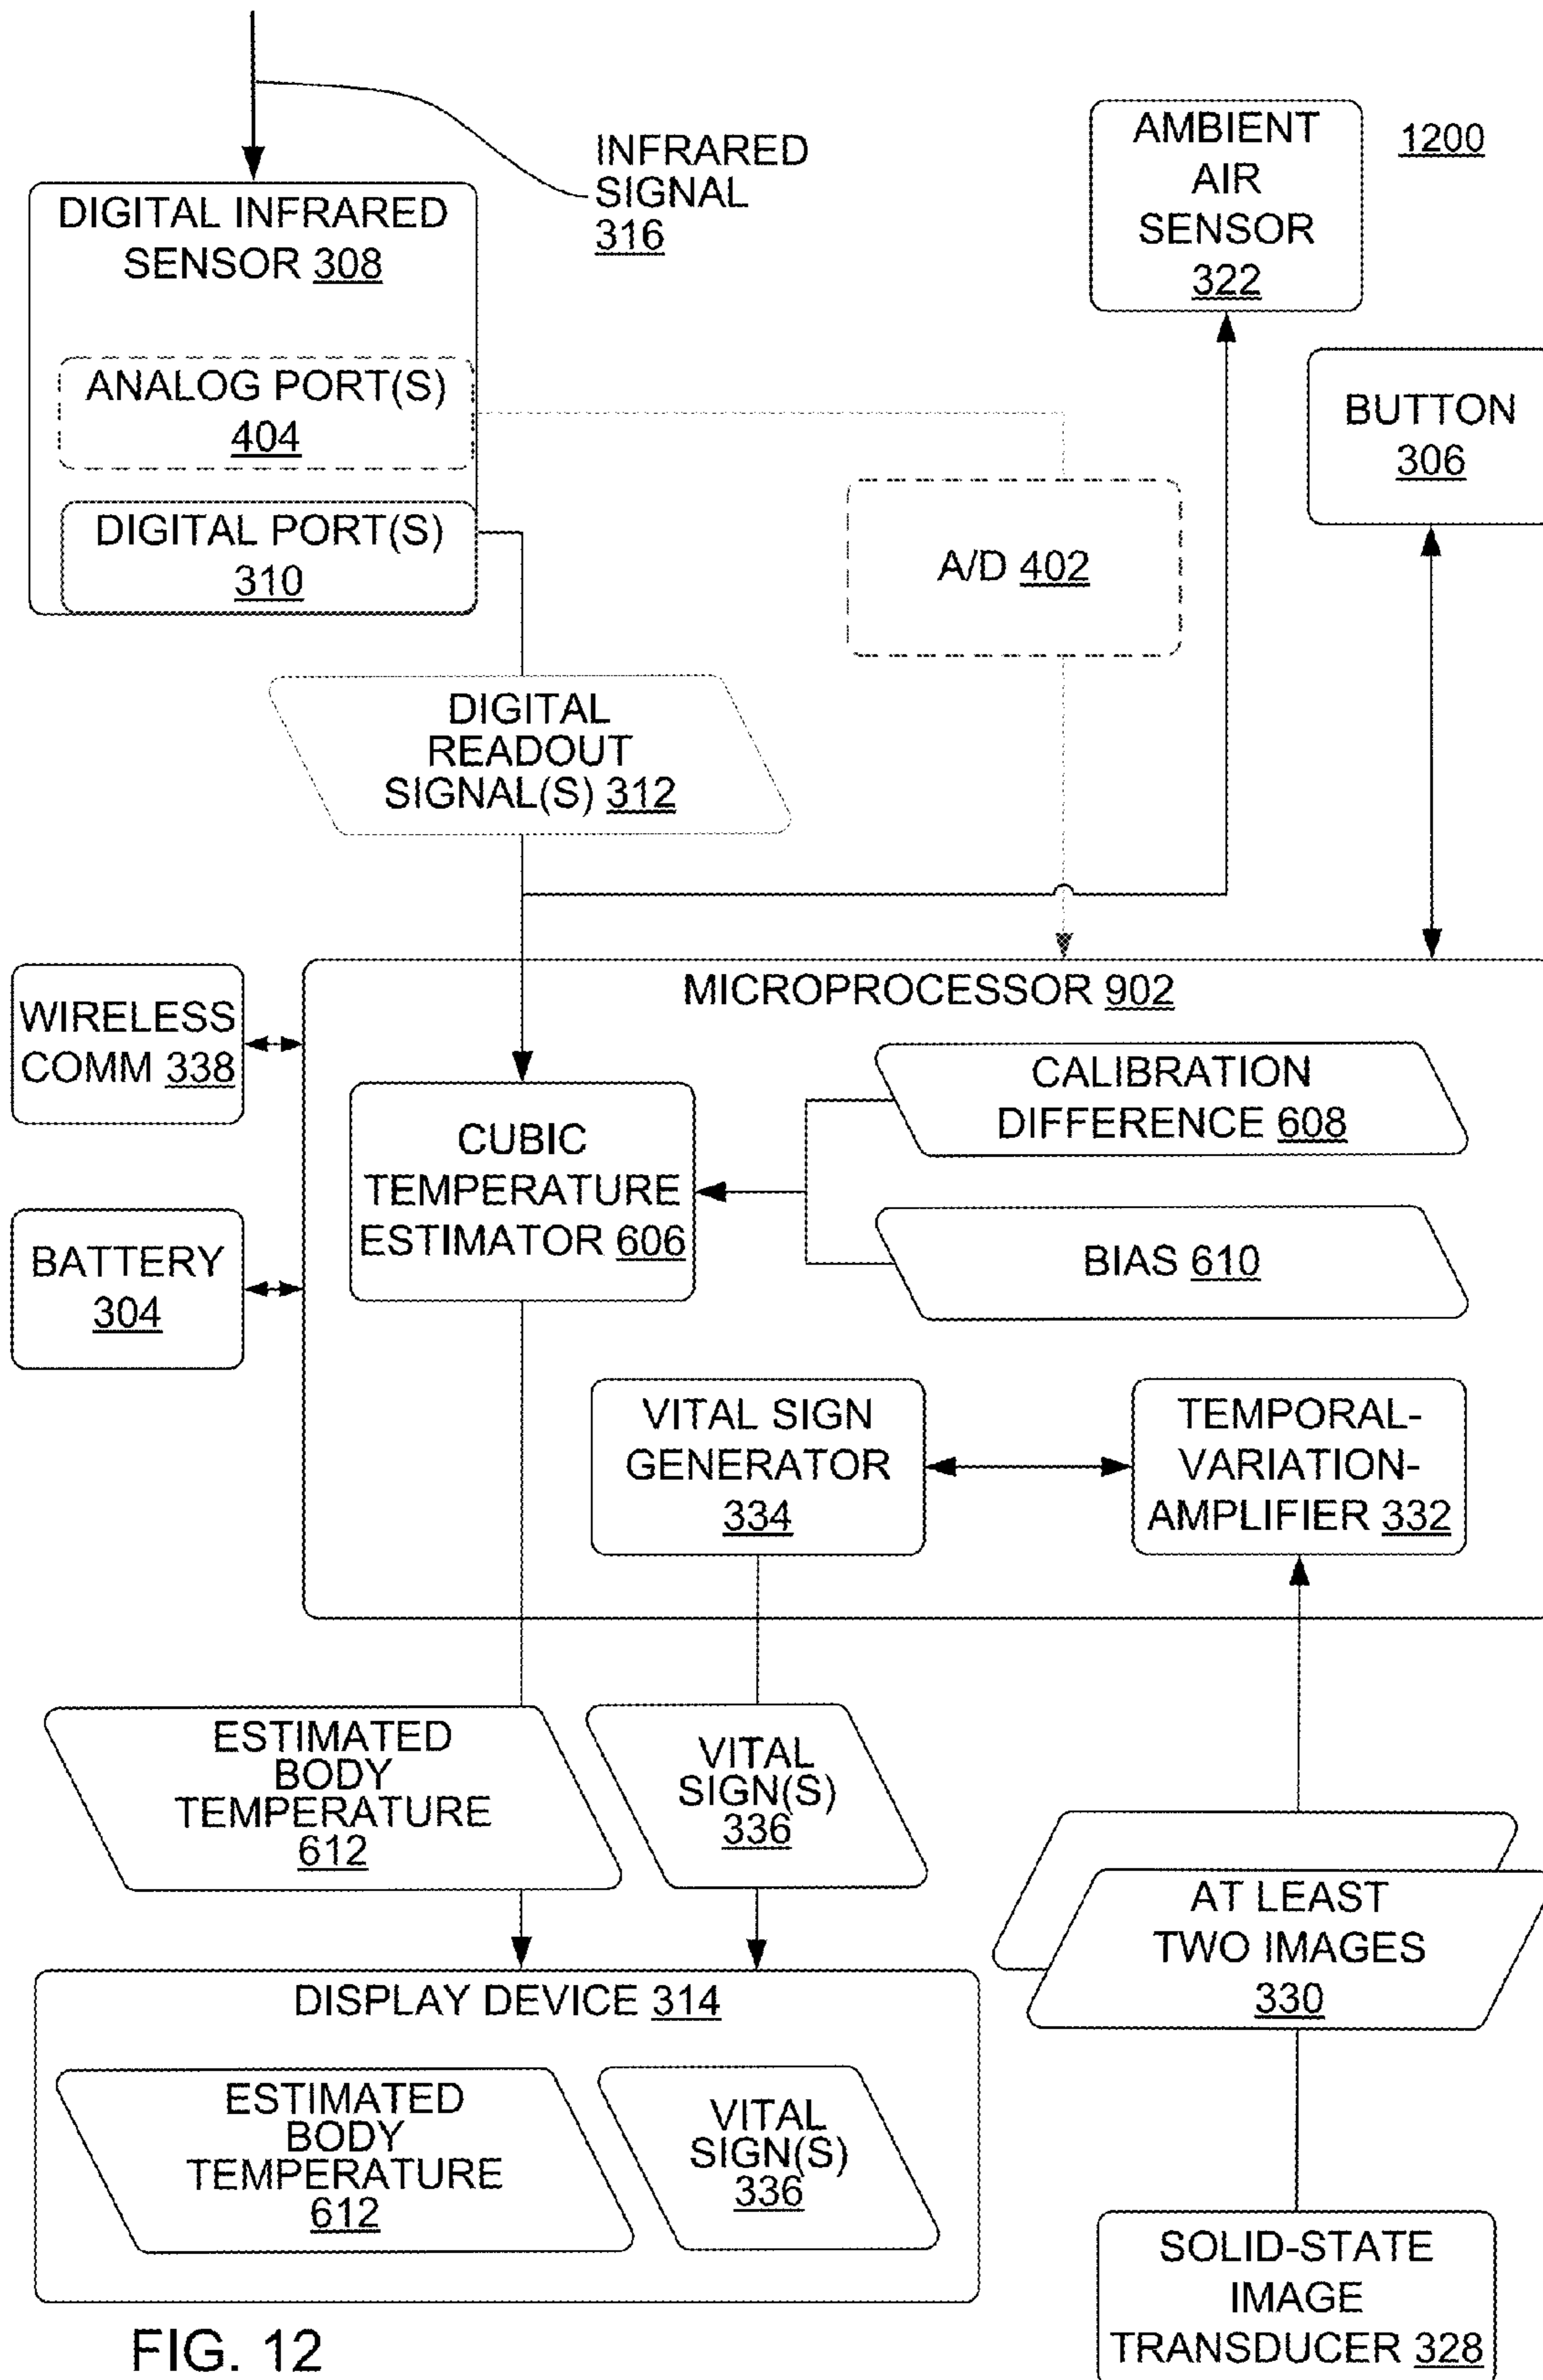 INFRARED
SIGNAL
316
AMBIENT
AIR
SENSOR
322
1200
DIGITAL INFRARED
SENSOR 308
ANALOG PORT(S)
404
DIGITAL PORT(S)
310
BUTTON
306
A/D 402
DIGITAL
READOUT
SIGNAL(S) 312
MICROPROCESSOR 902
WIRELESS
COMM 338
BATTERY
304
CUBIC
TEMPERATURE
ESTIMATOR 606
CALIBRATION
DIFFERENCE 608
BIAS 610
VITAL SIGN
GENERATOR
334
TEMPORAL-
VARIATION-
AMPLIFIER 332
ESTIMATED
BODY
TEMPERATURE
612
VITAL
SIGN(S)
336
AT LEAST
TWO IMAGES
330
DISPLAY DEVICE 314
ESTIMATED
BODY
TEMPERATURE
612
VITAL
SIGN(S)
336
SOLID-STATE
IMAGE
TRANSDUCER 328
FIG. 12